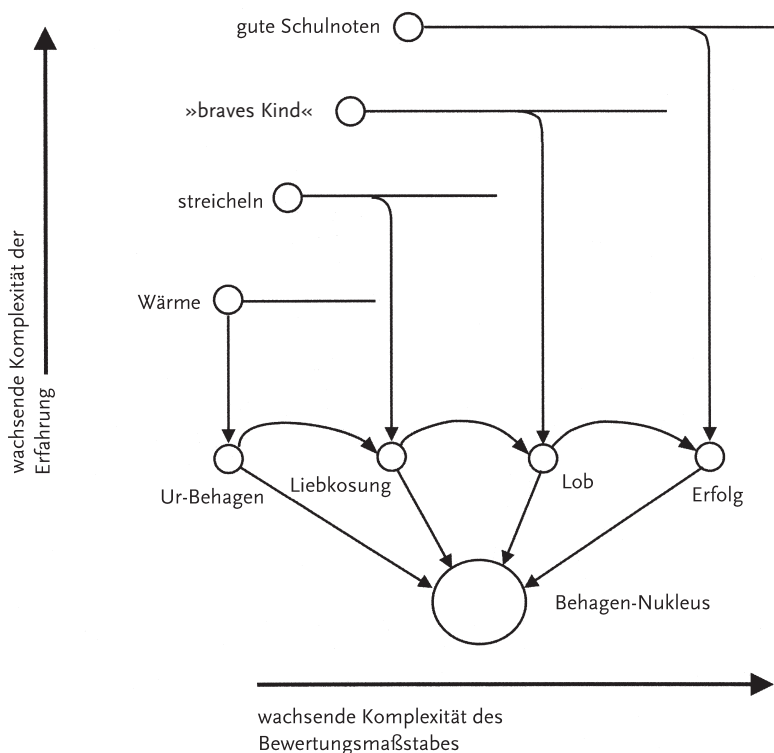 gute Schulnoten
»braves Kind«
streicheln
Wärme
wachsende Komplexität der
Erfahrung
Ur-Behagen
Liebkosung
Lob
Erfolg
Behagen-Nukleus
wachsende Komplexität des
Bewertungsmaßstabes